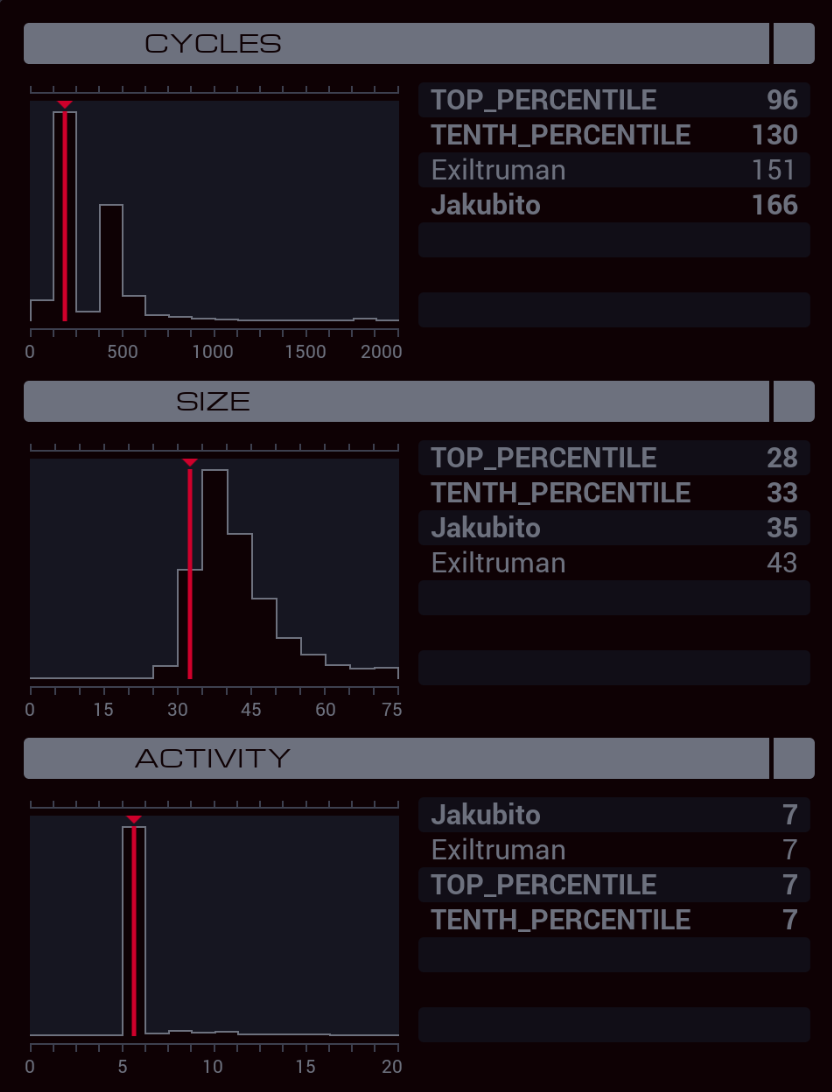 CYCLES
TOP_PERCENTILE 96
TENTH_PERCENTILE 130
Exiltruman 151
Jakubito 166
0 500 1000 1500 2000
SIZE
TOP_PERCENTILE 28
TENTH_PERCENTILE 33
Jakubito 35
Exiltruman 43
0 15 30 45 60 75
ACTIVITY
Jakubito 7
Exiltruman 7
TOP_PERCENTILE 7
TENTH_PERCENTILE 7
0 5 10 15 20